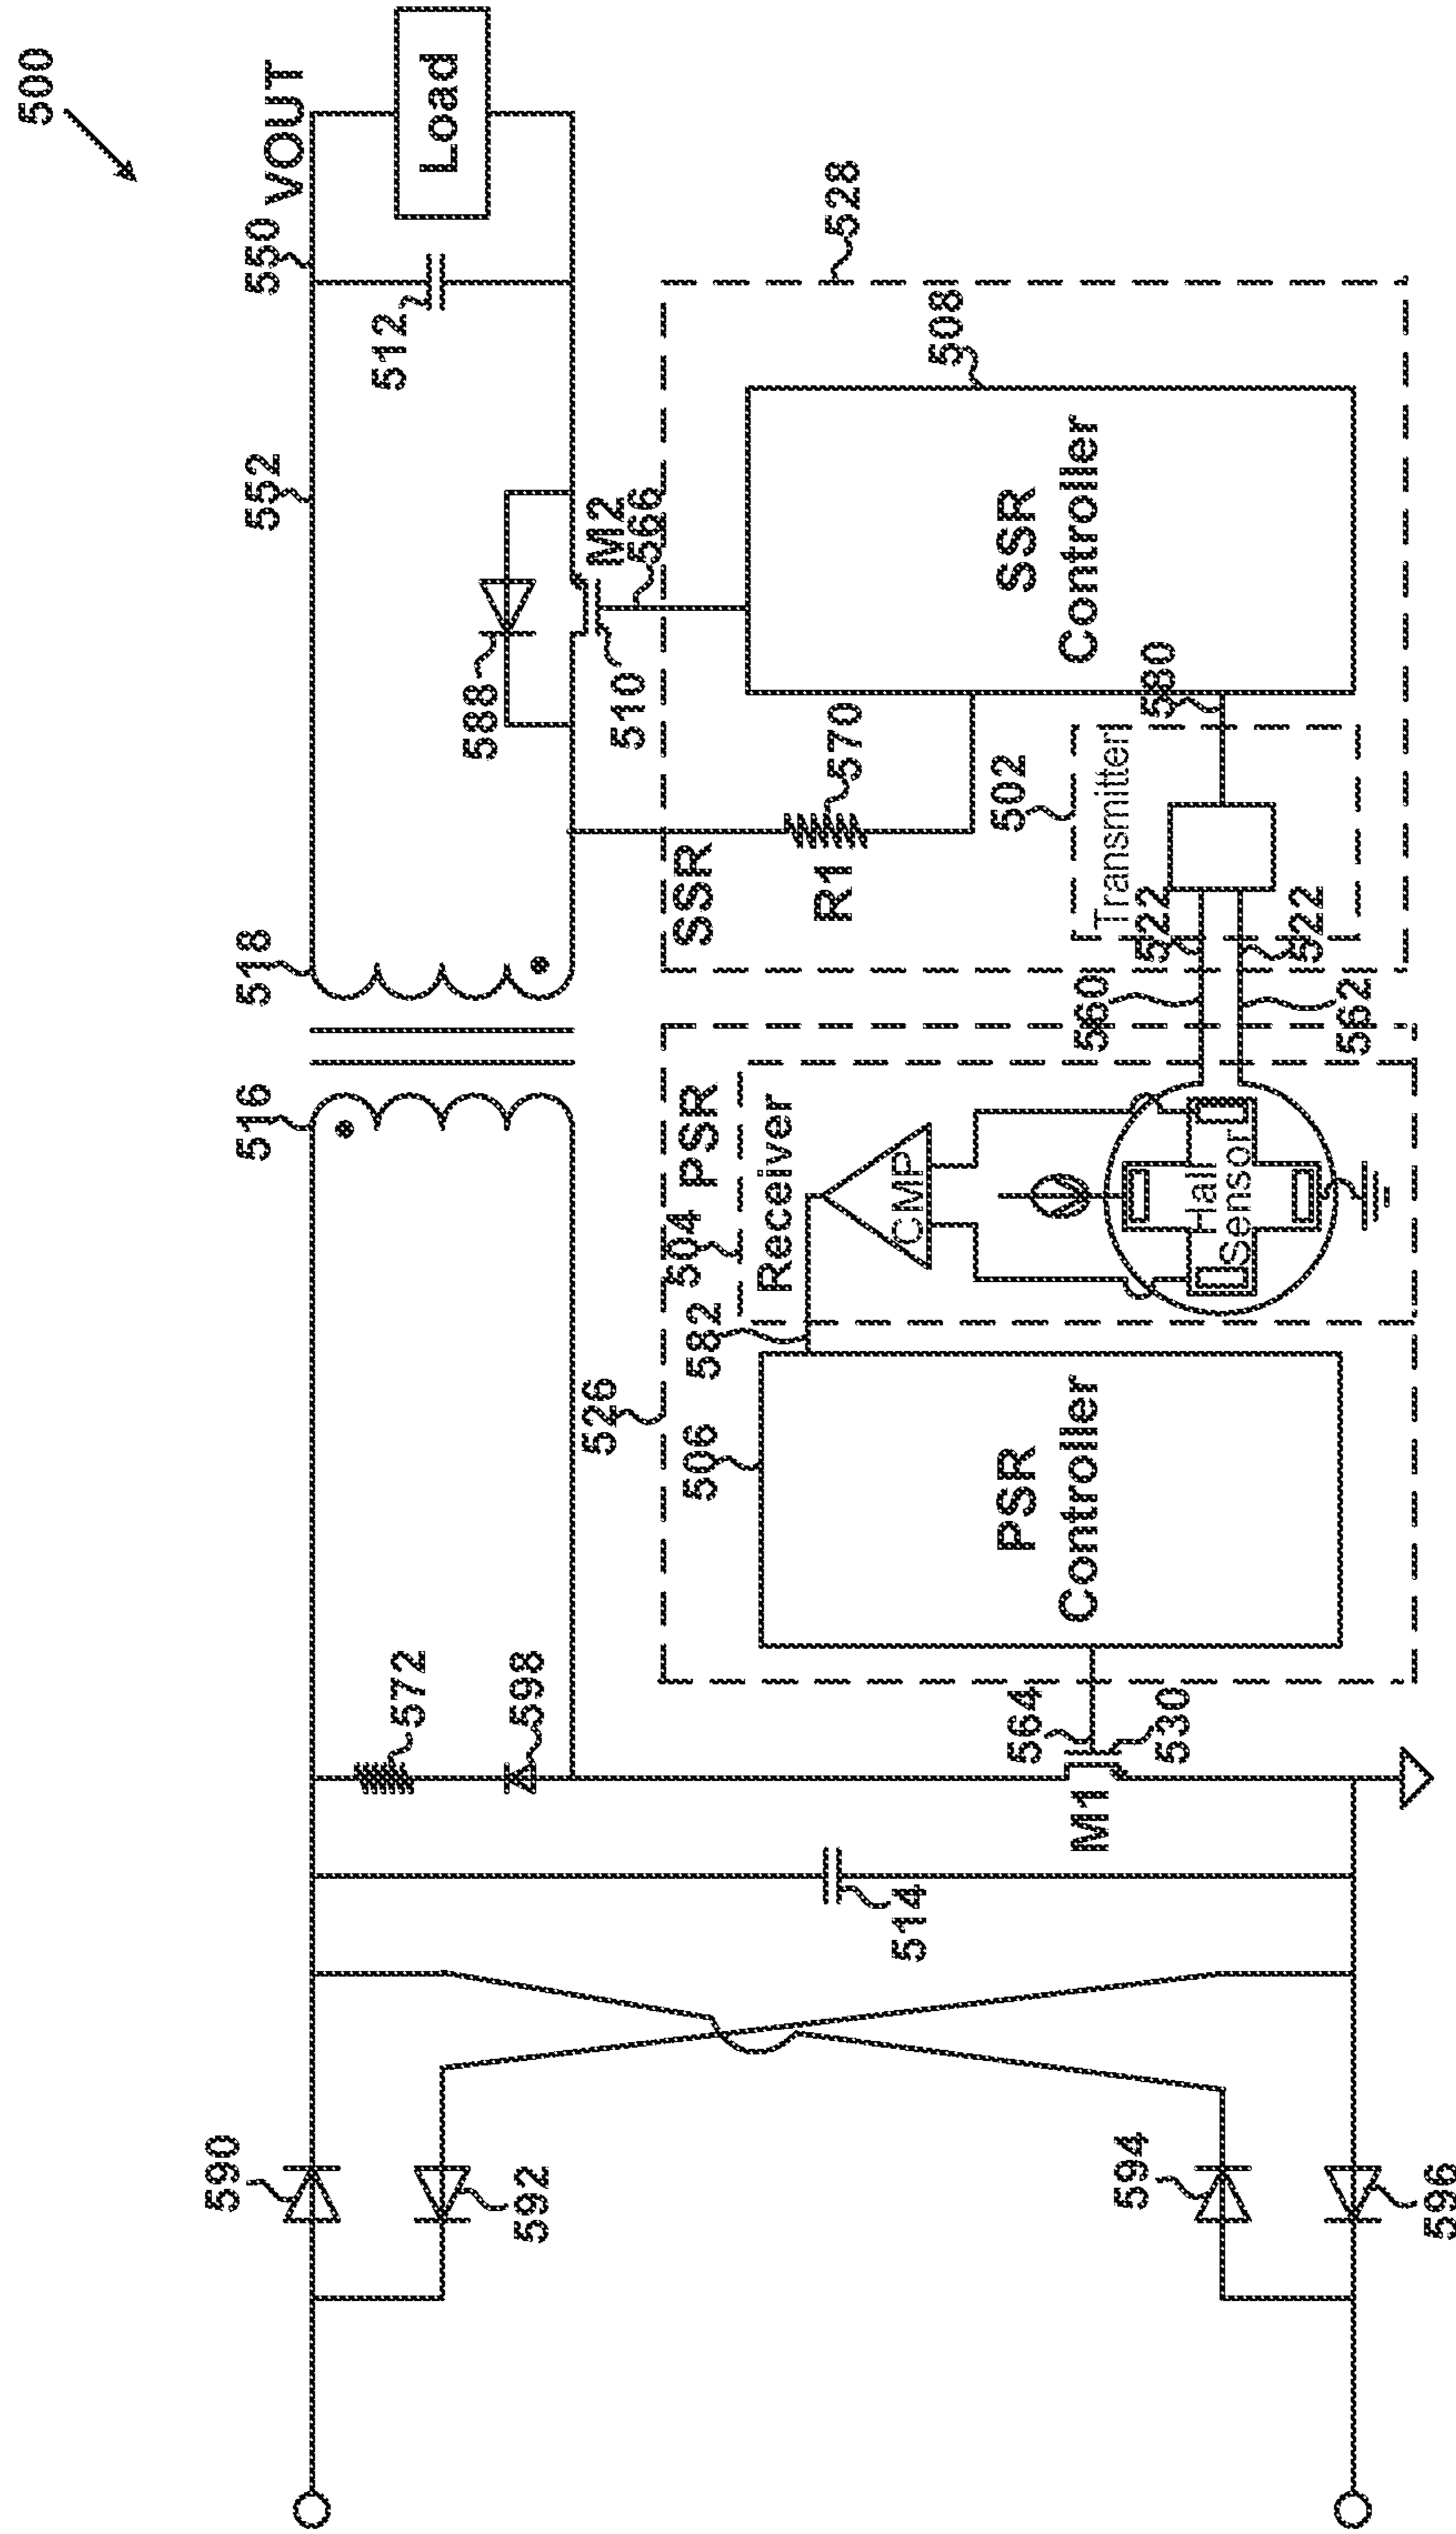 500
VOUT
550
552
518
516
Load
512
588
M2
566
510
528
SSR
R1
570
508
SSR
Controller
502
Transmitter
580
522
522
560
562
526
504
PSR
582
506
Receiver
CMP
Hall
Sensor
PSR
Controller
572
598
564
530
M1
514
590
592
594
596